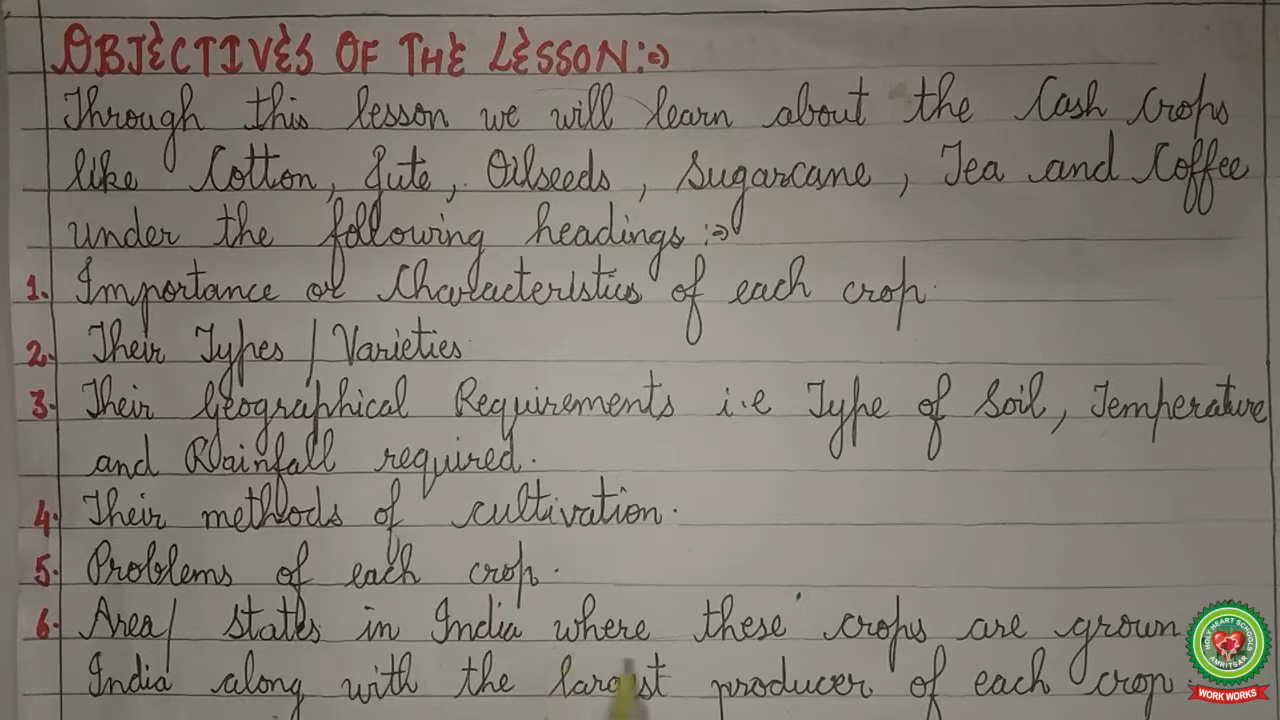 OBJECTIVES OF THE LESSON:⇒
Through this lesson we will learn about the Cash Crops
like Cotton, Jute, Oilseeds, Sugarcane, Tea and Coffee
under the following headings:⇒
1. Importance or Characteristics of each crop.
2. Their Types / Varieties
3. Their Geographical Requirements i.e Type of Soil, Temperature
and Rainfall required.
4. Their methods of cultivation.
5. Problems of each crop.
6. Area/ states in India where these crops are grown
India along with the largest producer of each crop.
HOLY HEART SCHOOLS
AMRITSAR
WORK WORKS